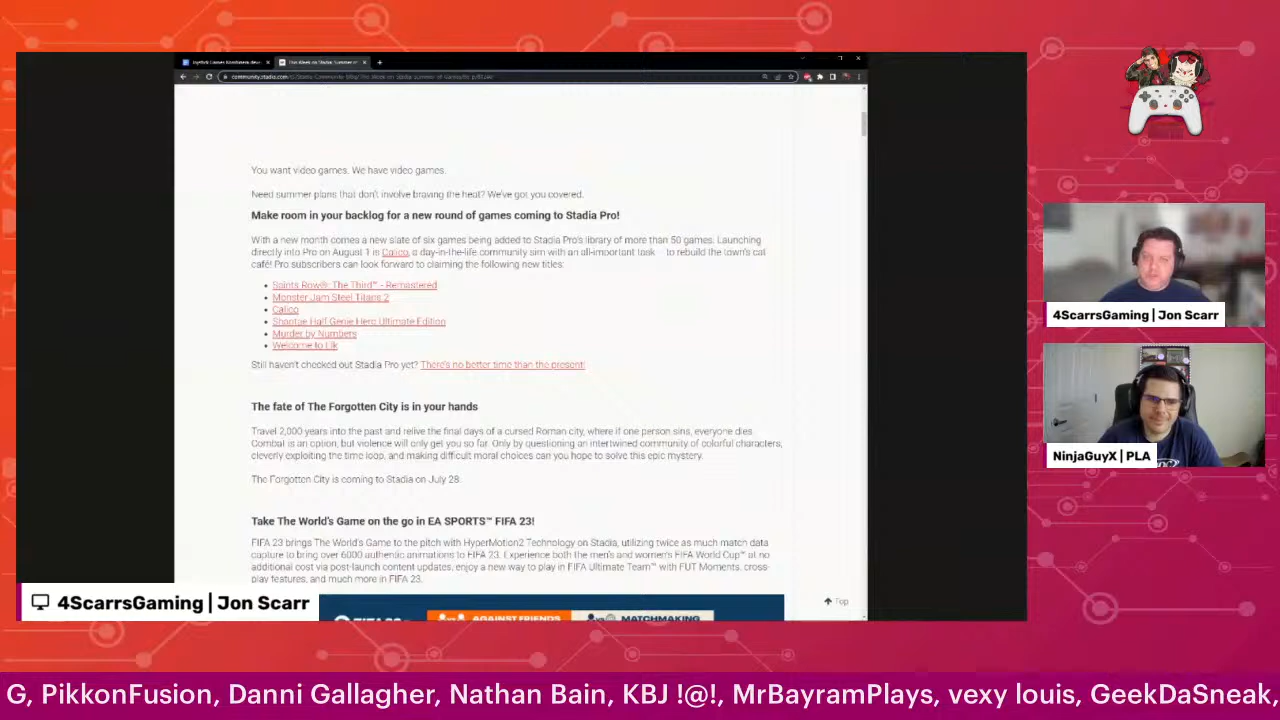 This Week on Stadia: Summer of
You want video games. We have video games.
Need summer plans that don't involve braving the heat? We've got you covered.
Make room in your backlog for a new round of games coming to Stadia Pro!
With a new month comes a new slate of six games being added to Stadia Pro's library of more than 50 games. Launching
directly into Pro on August 1 is Calico, a day-in-the-life community sim with an all-important task to rebuild the town's cat
café! Pro subscribers can look forward to claiming the following new titles:
Saints Row®: The Third™ - Remastered
Monster Jam Steel Titans 2
Calico
Shantae Half Genie Hero Ultimate Edition
Murder by Numbers
Welcome to Elk
Still haven't checked out Stadia Pro yet? There's no better time than the present!
The fate of The Forgotten City is in your hands
Travel 2,000 years into the past and relive the final days of a cursed Roman city, where if one person sins, everyone dies.
Combat is an option, but violence will only get you so far. Only by questioning an intertwined community of colorful characters,
cleverly exploiting the time loop, and making difficult moral choices can you hope to solve this epic mystery.
The Forgotten City is coming to Stadia on July 28.
Take The World's Game on the go in EA SPORTS™ FIFA 23!
FIFA 23 brings The World's Game to the pitch with HyperMotion2 Technology on Stadia, utilizing twice as much match data
capture to bring over 6000 authentic animations to FIFA 23. Experience both the men's and women's FIFA World Cup™ at no
additional cost via post-launch content updates, enjoy a new way to play in FIFA Ultimate Team™ with FUT Moments, cross-
play features, and much more in FIFA 23.
AGAINST FRIENDS
MATCHMAKING
Top
4ScarrsGaming | Jon Scarr
NinjaGuyX | PLA
4ScarrsGaming | Jon Scarr
G, PikkonFusion, Danni Gallagher, Nathan Bain, KBJ !@!, MrBayramPlays, vexy louis, GeekDaSneak,